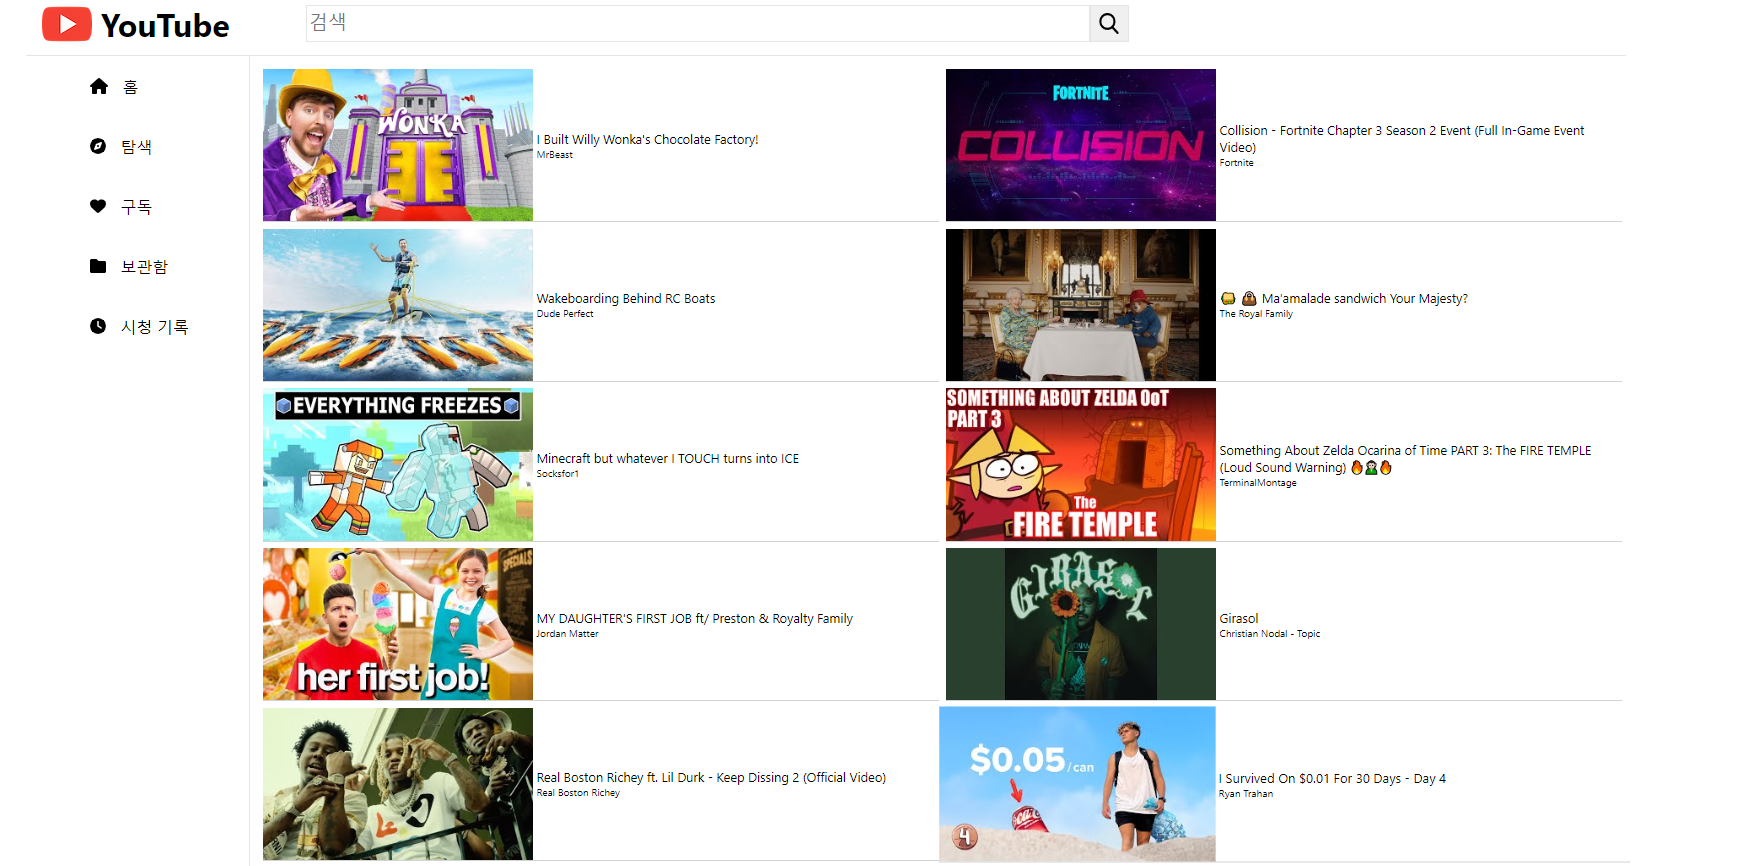 YouTube
검색
홈
탐색
구독
보관함
시청 기록
WONKA
I Built Willy Wonka's Chocolate Factory!
MrBeast
FORTNITE
COLLISION
Collision - Fortnite Chapter 3 Season 2 Event (Full In-Game Event
Video)
Fortnite
Wakeboarding Behind RC Boats
Dude Perfect
🥪 👜 Ma'amalade sandwich Your Majesty?
The Royal Family
EVERYTHING FREEZES
Minecraft but whatever I TOUCH turns into ICE
Socksfor1
SOMETHING ABOUT ZELDA OoT
PART 3
The
FIRE TEMPLE
Something About Zelda Ocarina of Time PART 3: The FIRE TEMPLE
(Loud Sound Warning) 🔥🧝🔥
TerminalMontage
SPECIALS
her first job!
MY DAUGHTER'S FIRST JOB ft/ Preston & Royalty Family
Jordan Matter
GIRASOL
Girasol
Christian Nodal - Topic
Real Boston Richey ft. Lil Durk - Keep Dissing 2 (Official Video)
Real Boston Richey
$0.05/can
4
I Survived On $0.01 For 30 Days - Day 4
Ryan Trahan